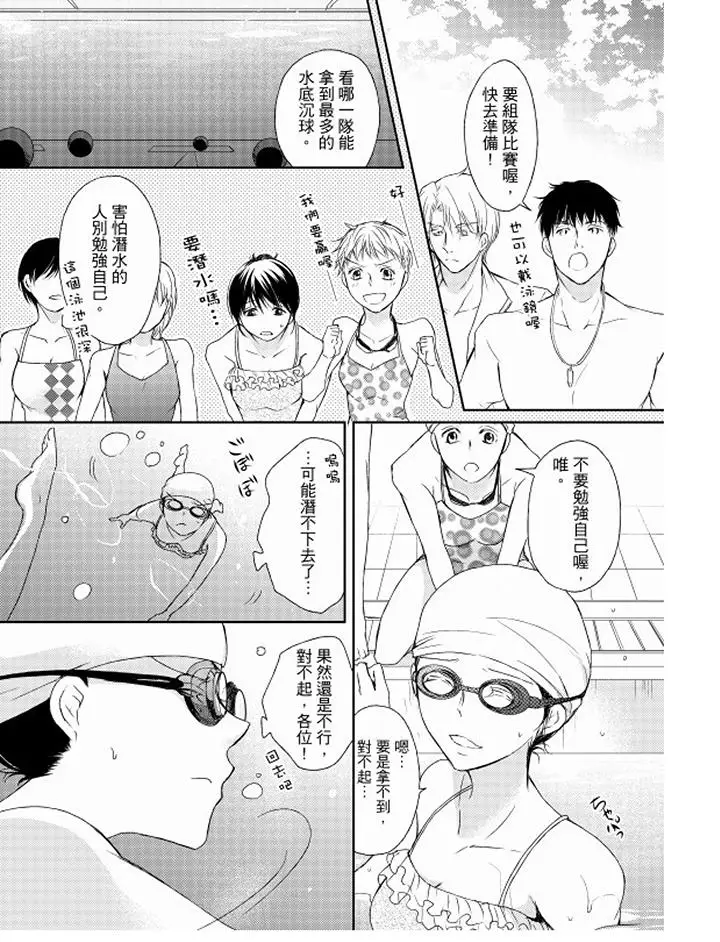 要組隊比賽喔，
快去準備！
也可以戴泳鏡喔
看哪一隊能
拿到最多的
水底沉球。
好
我們要贏喔
要潛水嗎…
害怕潛水的
人別勉強自己。
這個泳池很深
不要勉強自己喔，
唯。
嗯…
要是拿不到，
對不起…
ちゃぷっ
嗚嗚
…可能潛不下去了…
ごぼぼ
果然還是不行，
對不起，各位！
回去吧